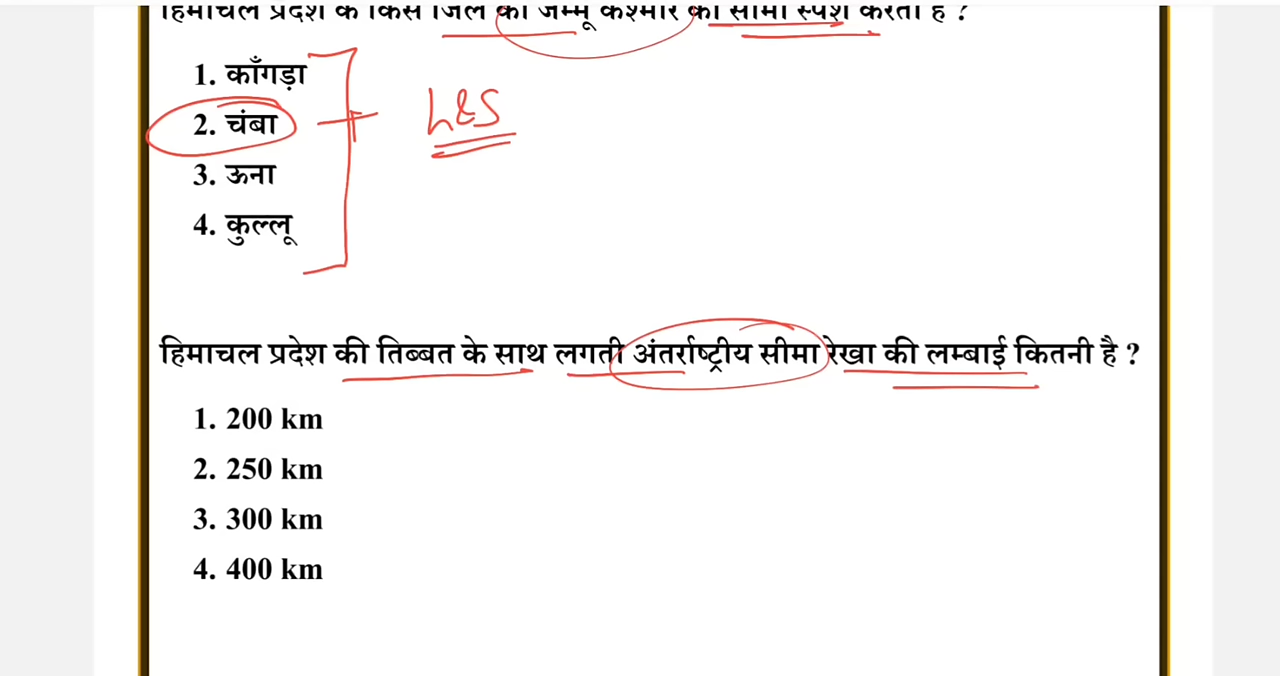 हिमाचल प्रदेश के किस जिले को जम्मू कश्मीर की सीमा स्पर्श करती है ?
1. काँगड़ा
2. चंबा
L&S
3. ऊना
4. कुल्लू
हिमाचल प्रदेश की तिब्बत के साथ लगती अंतर्राष्ट्रीय सीमा रेखा की लम्बाई कितनी है ?
1. 200 km
2. 250 km
3. 300 km
4. 400 km